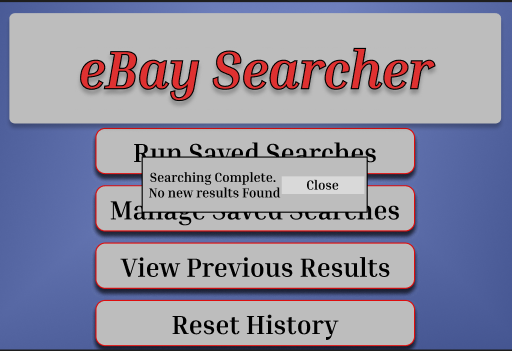 eBay Searcher
Run Saved Searches
Searching Complete.
No new results Found
Close
Manage Saved Searches
View Previous Results
Reset History